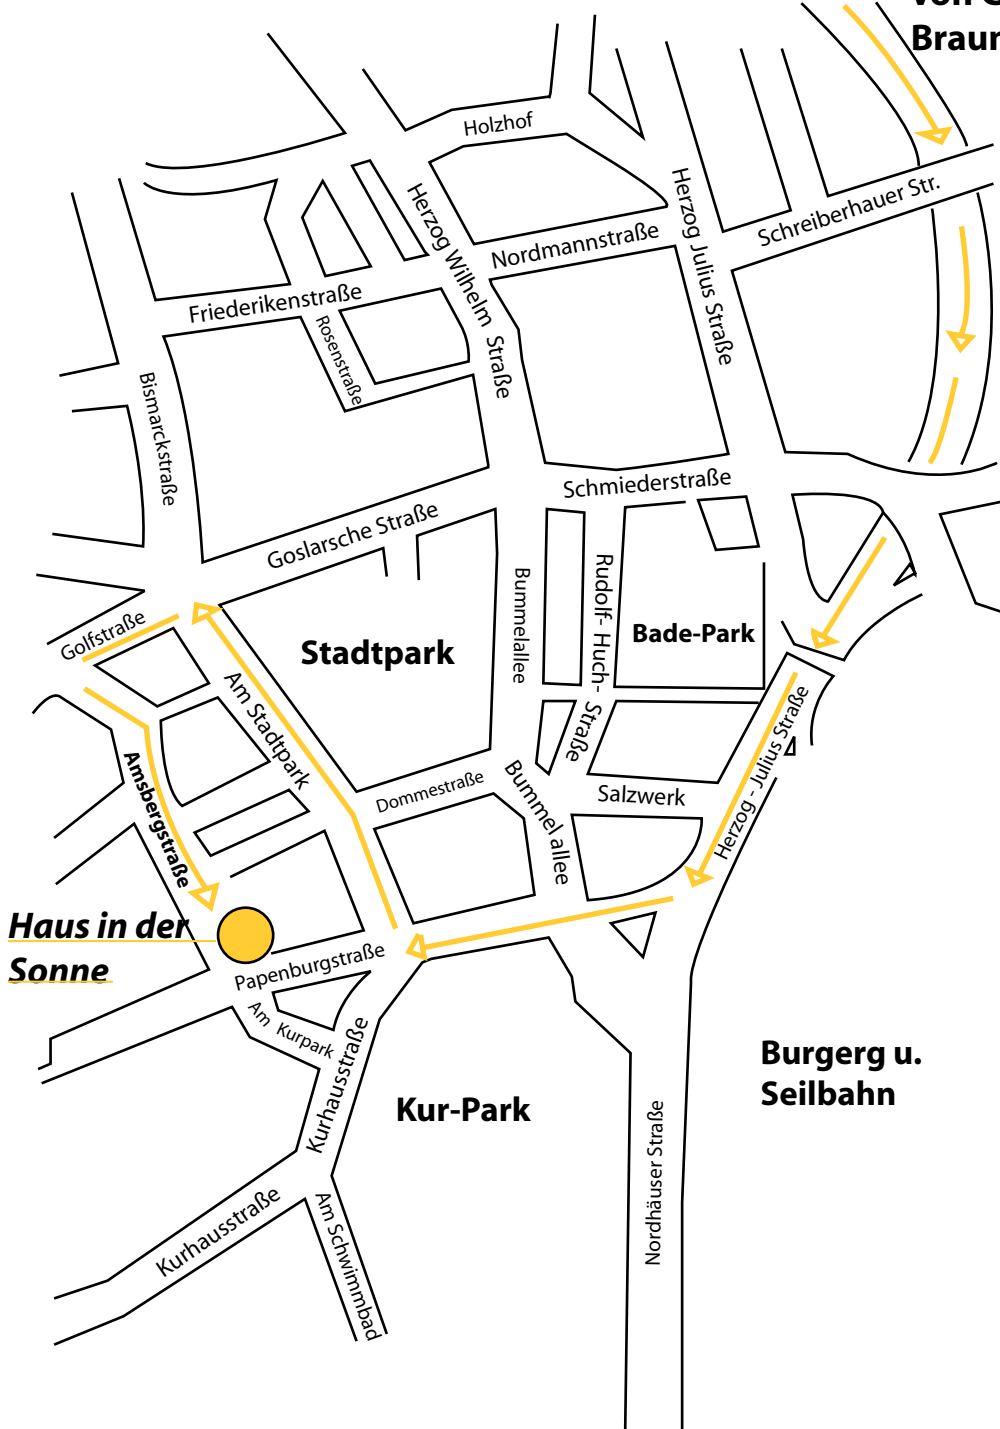 von
Braun
Holzhof
Herzog Wilhelm Straße
Herzog Julius Straße
Schreiberhauer Str.
Nordmannstraße
Friederikenstraße
Rosenstraße
Bismarckstraße
Schmiederstraße
Goslarsche Straße
Bummelallee
Rudolf- Huch- Straße
Bade-Park
Golfstraße
Stadtpark
Am Stadtpark
Herzog - Julius Straße
Amsbergstraße
Dommestraße
Bummel allee
Salzwerk
Haus in der
Sonne
Papenburgstraße
Am Kurpark
Kurhausstraße
Burgerg u.
Seilbahn
Kur-Park
Nordhäuser Straße
Kurhausstraße
Am Schwimmbad